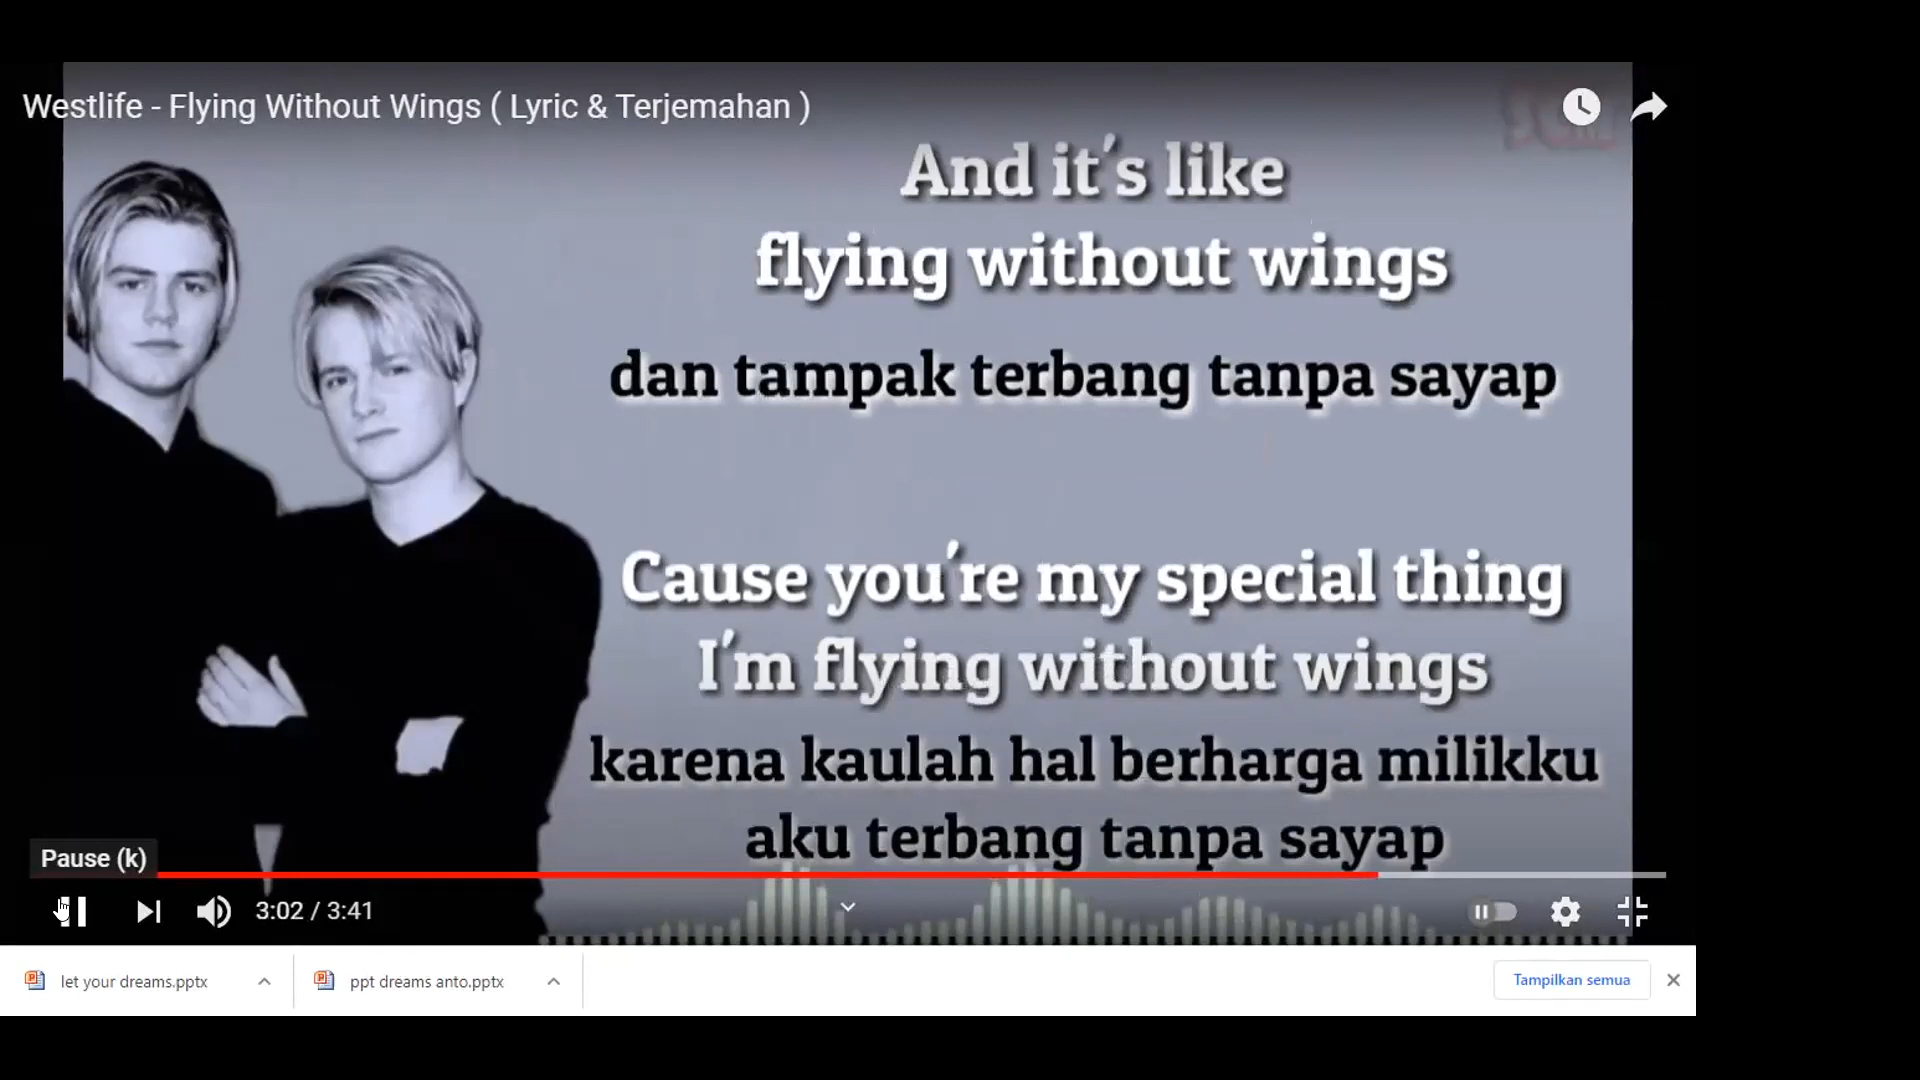 Westlife - Flying Without Wings ( Lyric & Terjemahan )
And it's like
flying without wings
dan tampak terbang tanpa sayap
Cause you're my special thing
I'm flying without wings
karena kaulah hal berharga milikku
aku terbang tanpa sayap
Pause (k)
3:02 / 3:41
let your dreams.pptx
ppt dreams anto.pptx
Tampilkan semua